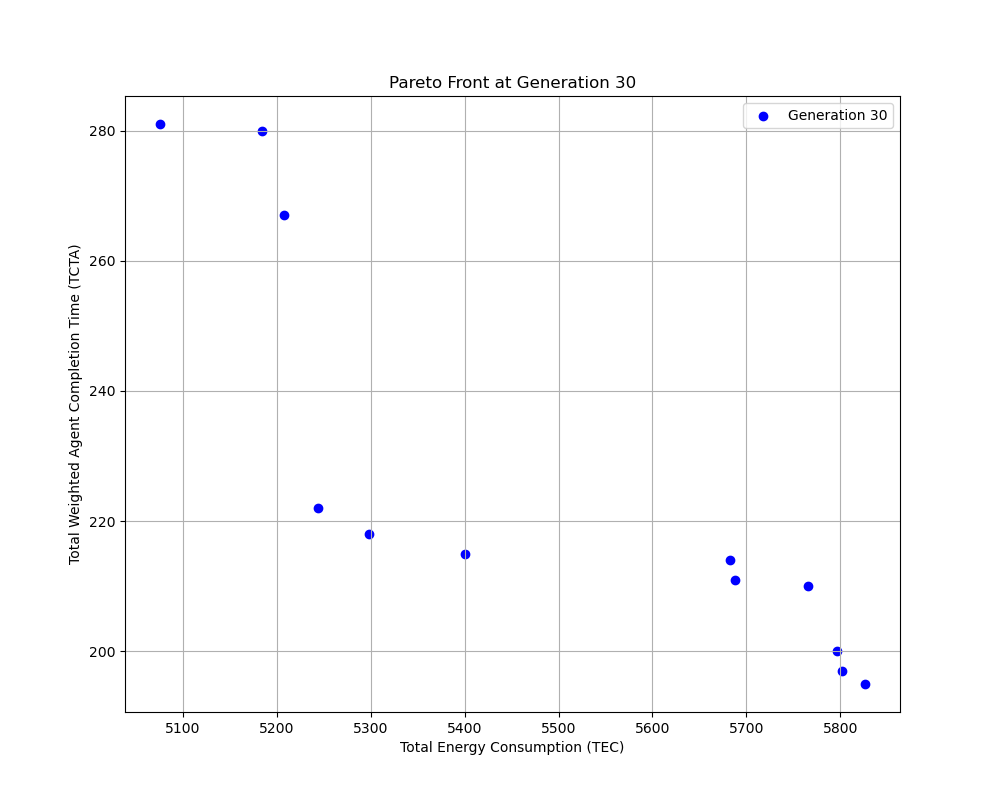 Pareto Front at Generation 30
Generation 30
Total Weighted Agent Completion Time (TCTA)
280
260
240
220
200
5100 5200 5300 5400 5500 5600 5700 5800
Total Energy Consumption (TEC)